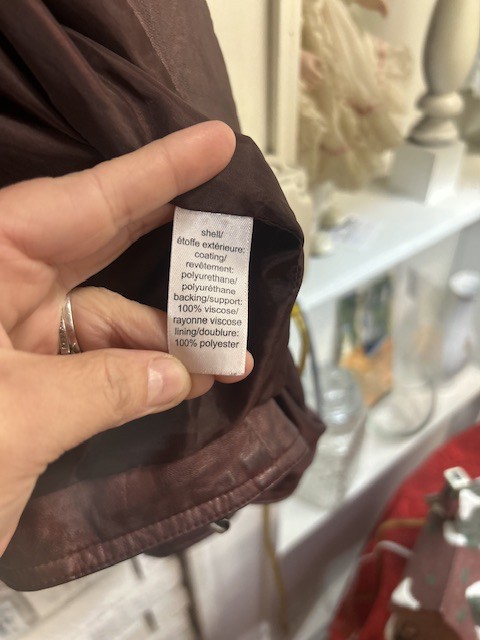 shell/
étoffe extérieure:
coating/
revêtement:
polyurethane/
polyuréthane
backing/support:
100% viscose/
rayonne viscose
lining/doublure:
100% polyester